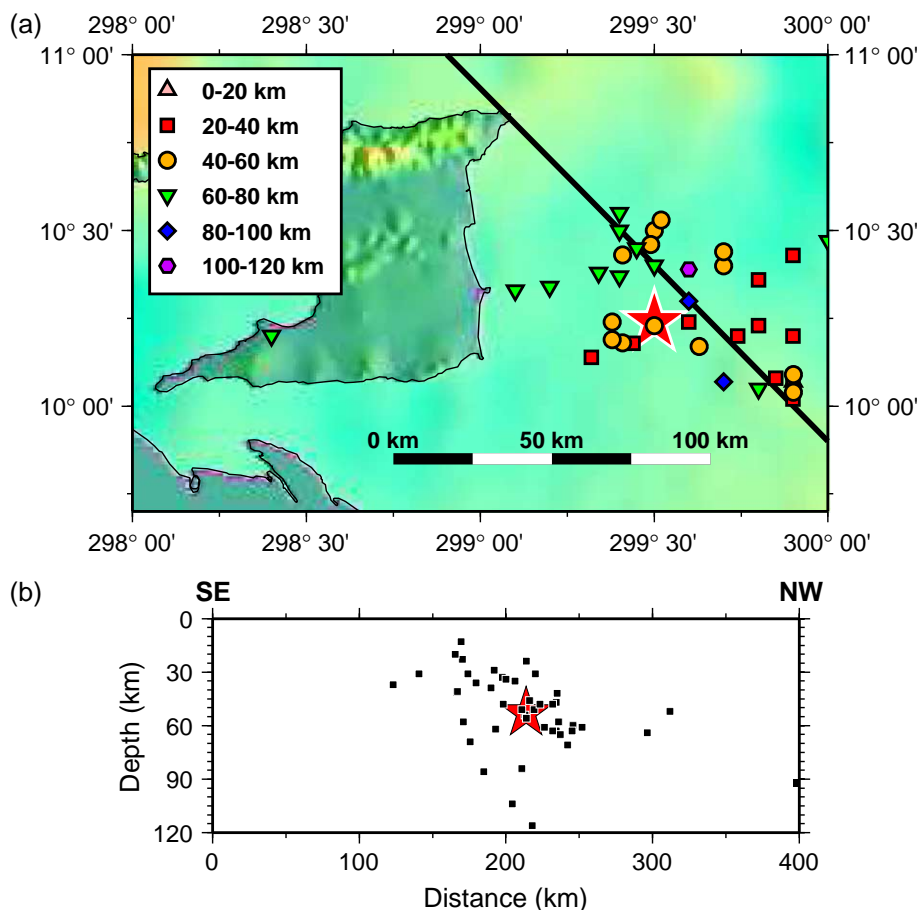 (a)
298° 00' 298° 30' 299° 00' 299° 30' 300° 00'
11° 00' 11° 00'
0-20 km
20-40 km
40-60 km
60-80 km
80-100 km
100-120 km
10° 30' 10° 30'
10° 00' 10° 00'
0 km 50 km 100 km
298° 00' 298° 30' 299° 00' 299° 30' 300° 00'
(b)
SE NW
0
30
60
90
120
Depth (km)
0 100 200 300 400
Distance (km)